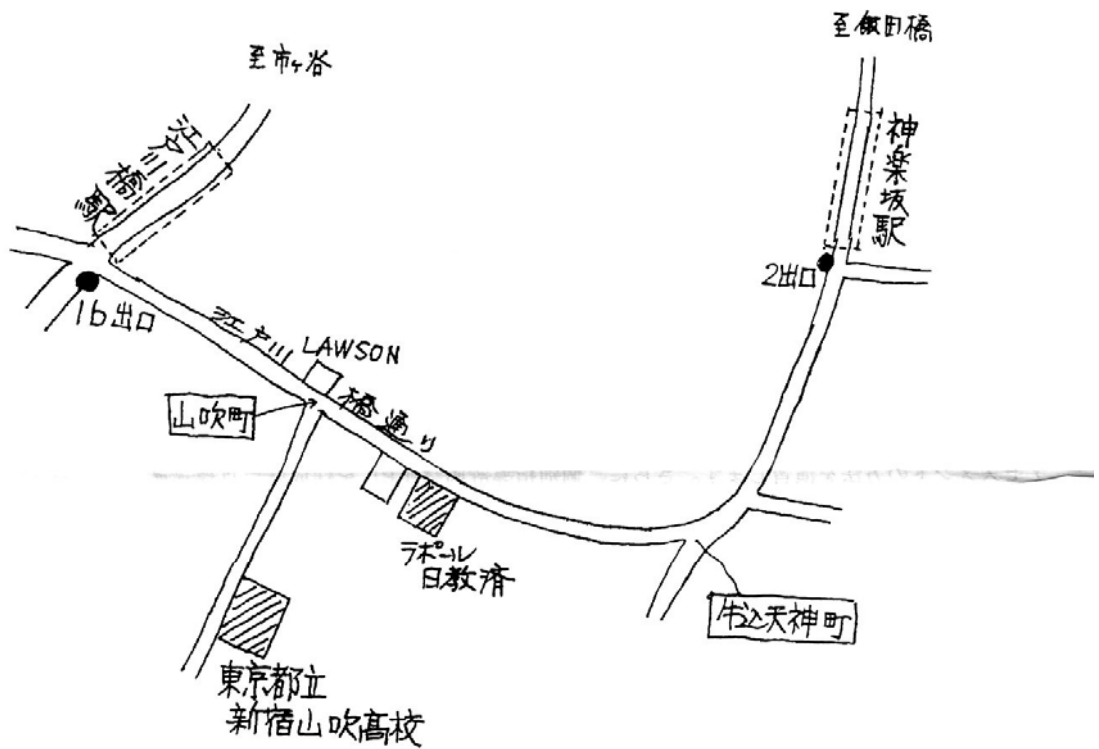 至飯田橋
至市ヶ谷
江戸川橋駅
神楽坂駅
2出口
1b出口
江戸川橋通り
LAWSON
山吹町
ラポール
日教済
牛込天神町
東京都立
新宿山吹高校